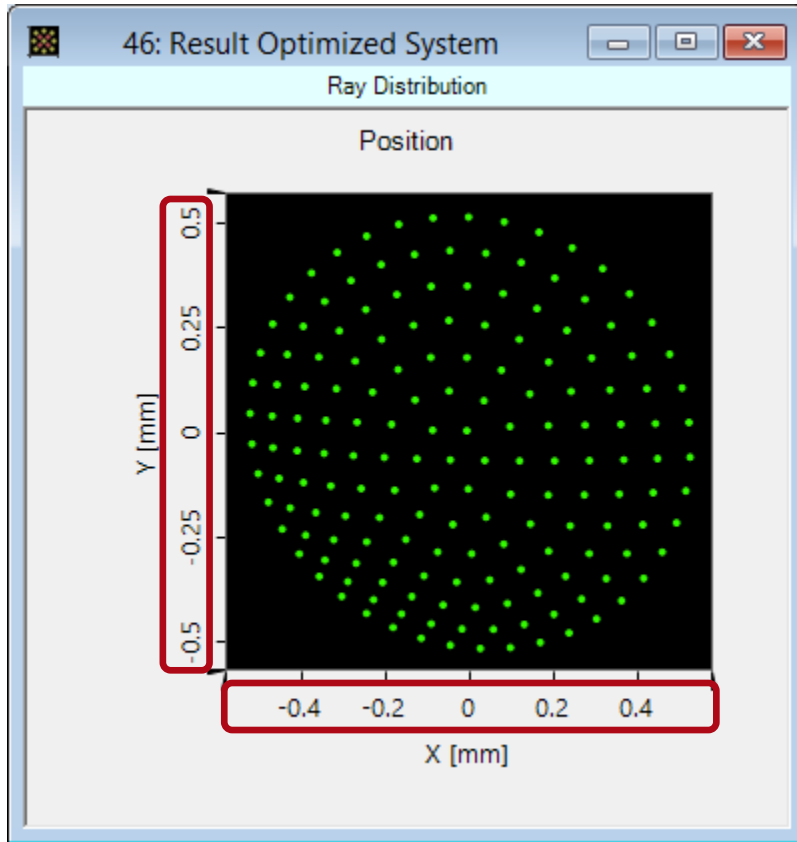 46: Result Optimized System
Ray Distribution
Position
0.5
0.25
0
-0.25
-0.5
Y [mm]
-0.4 -0.2 0 0.2 0.4
X [mm]